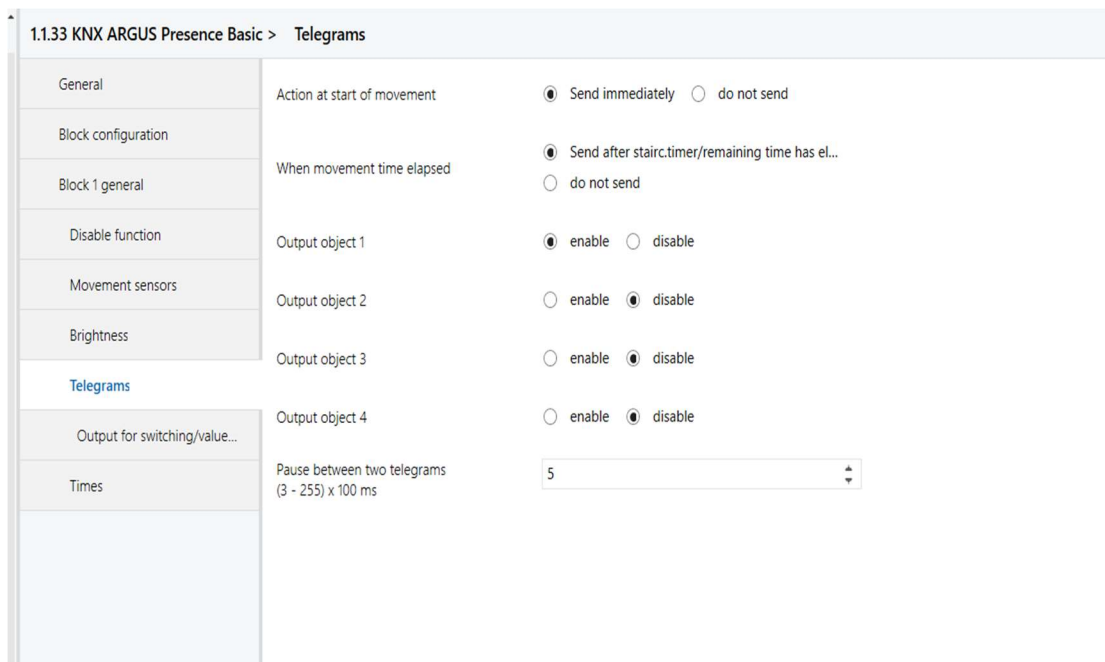 1.1.33 KNX ARGUS Presence Basic > Telegrams
General
Block configuration
Block 1 general
Disable function
Movement sensors
Brightness
Telegrams
Output for switching/value...
Times
Action at start of movement
Send immediately do not send
When movement time elapsed
Send after stairc.timer/remaining time has el...
do not send
Output object 1
enable disable
Output object 2
enable disable
Output object 3
enable disable
Output object 4
enable disable
Pause between two telegrams
(3 - 255) x 100 ms
5